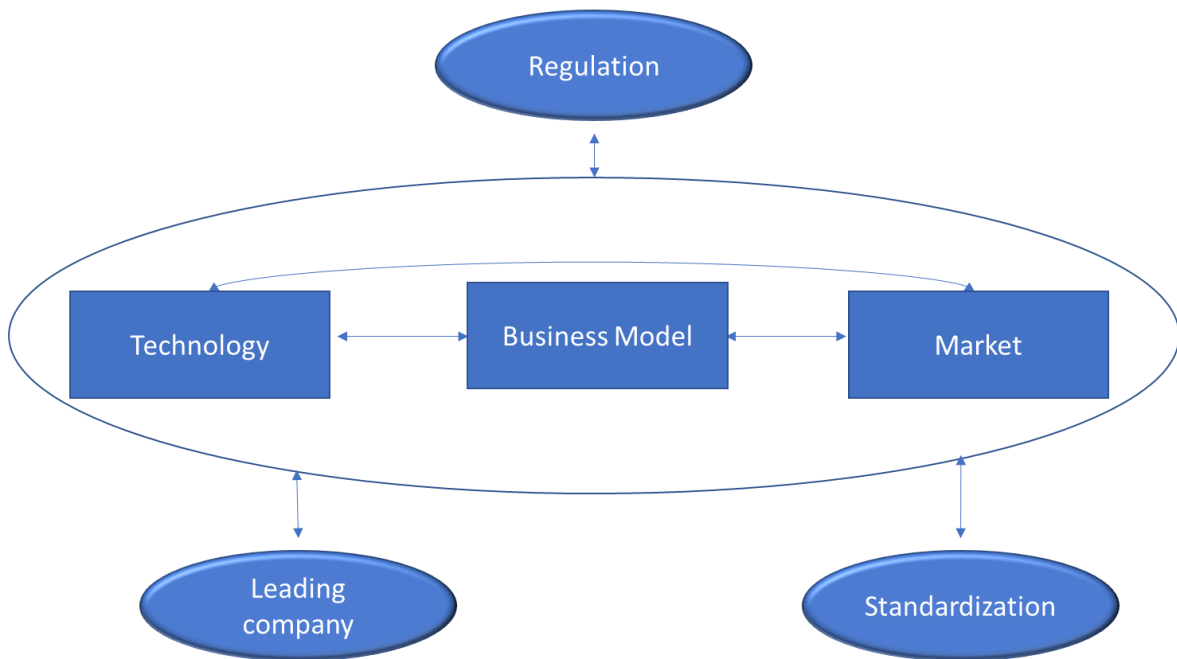 Regulation
Technology
Business Model
Market
Leading
company
Standardization